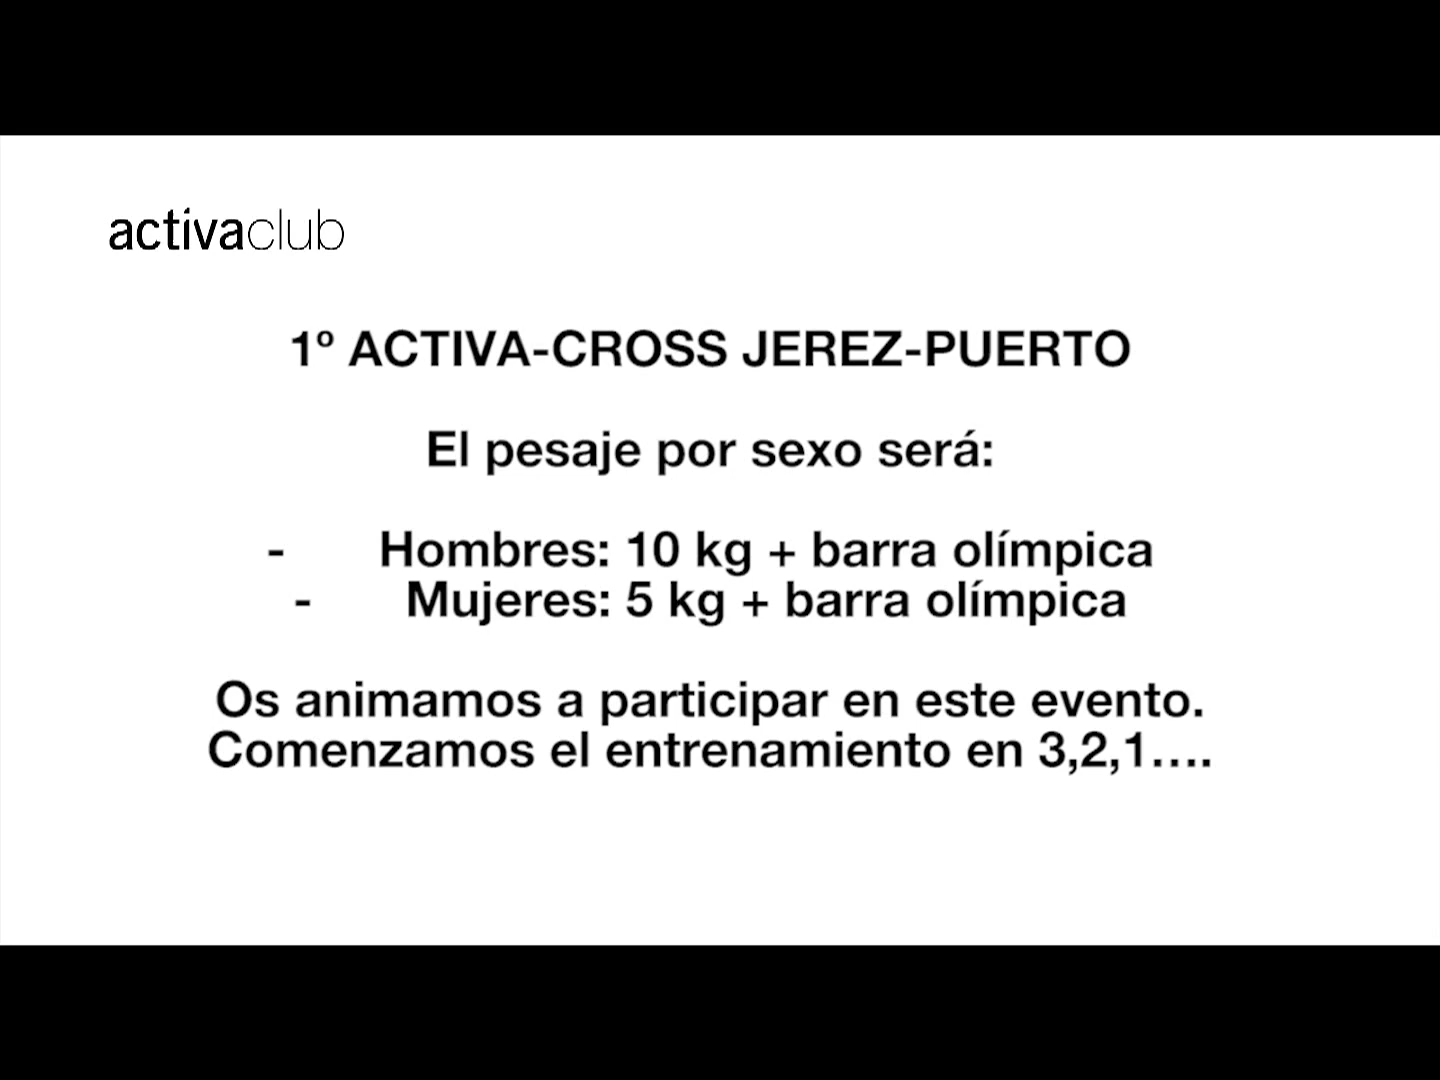 activaclub
1º ACTIVA-CROSS JEREZ-PUERTO
El pesaje por sexo será:
- Hombres: 10 kg + barra olímpica
- Mujeres: 5 kg + barra olímpica
Os animamos a participar en este evento.
Comenzamos el entrenamiento en 3,2,1....